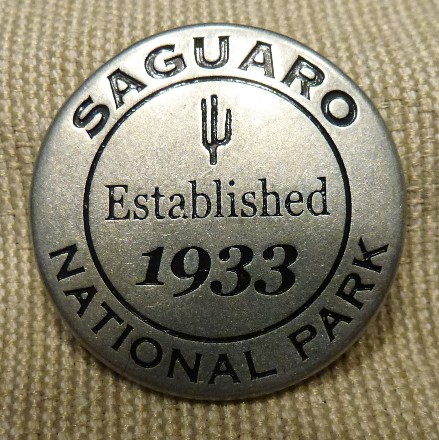 SAGUARO
Established
1933
NATIONAL PARK